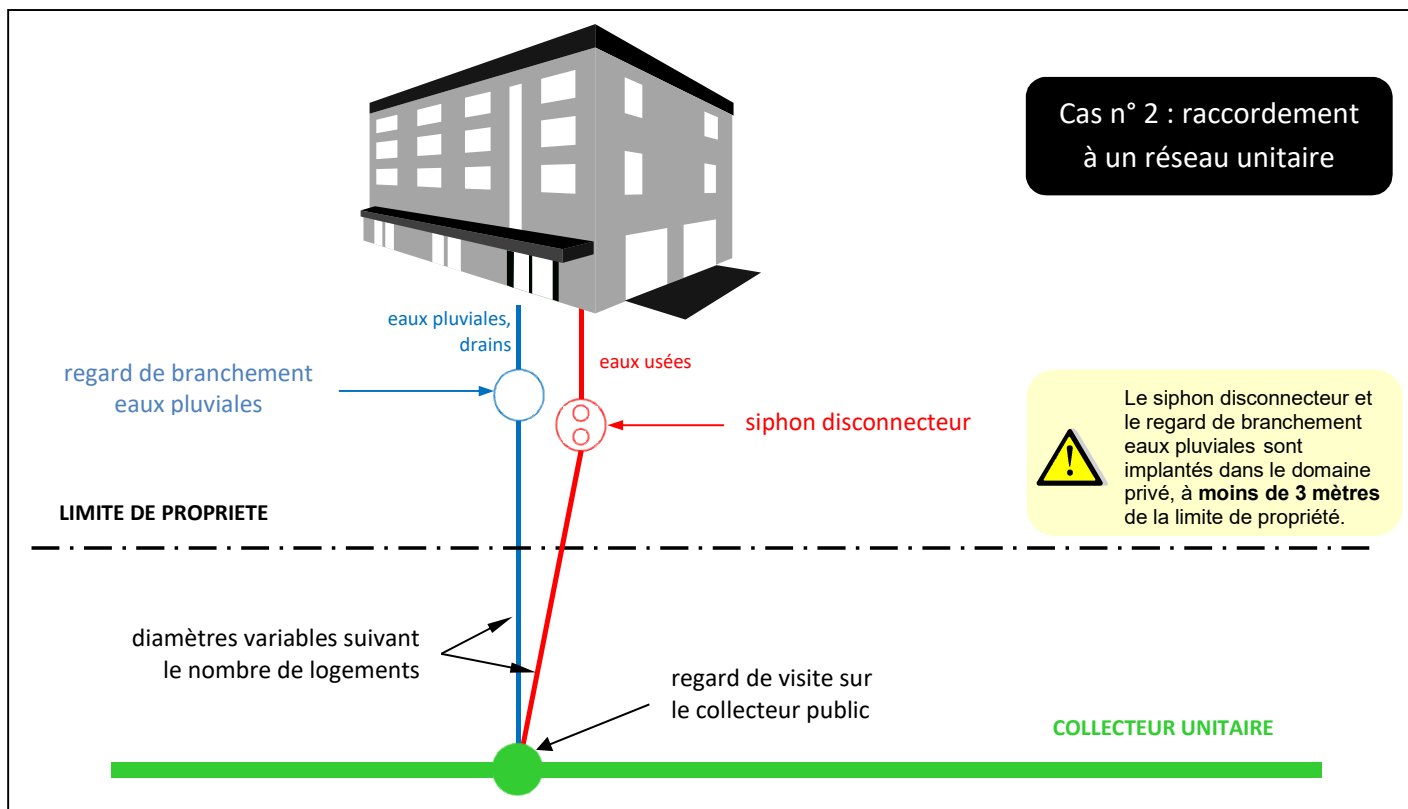 Cas n° 2 : raccordement
à un réseau unitaire
eaux pluviales,
drains
eaux usées
regard de branchement
eaux pluviales
siphon disconnecteur
Le siphon disconnecteur et
le regard de branchement
eaux pluviales sont
implantés dans le domaine
privé, à moins de 3 mètres
de la limite de propriété.
LIMITE DE PROPRIETE
diamètres variables suivant
le nombre de logements
regard de visite sur
le collecteur public
COLLECTEUR UNITAIRE